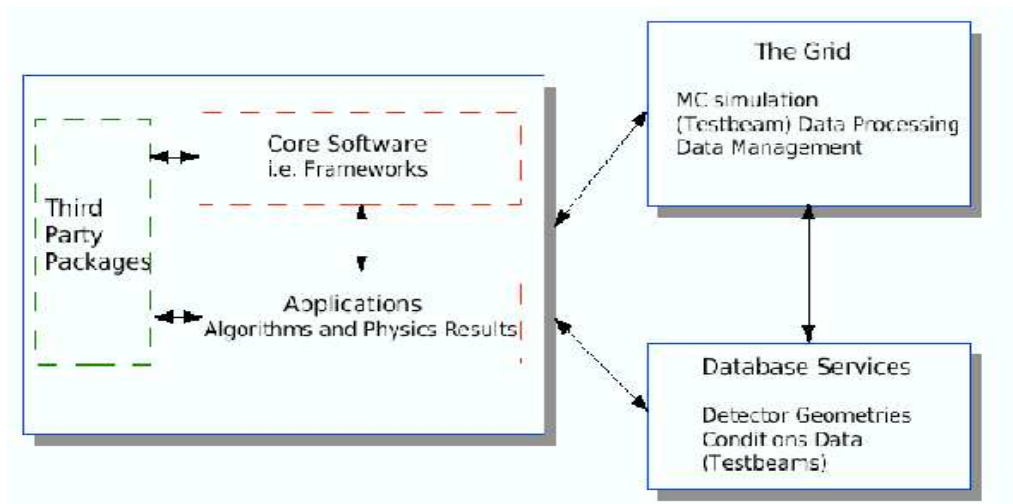 Third
Party
Packages
Core Software
i.e. Frameworks
Applications
Algorithms and Physics Results
The Grid
MC simulation
(Testbeam) Data Processing
Data Management
Database Services
Detector Geometries
Conditions Data
(Testbeams)